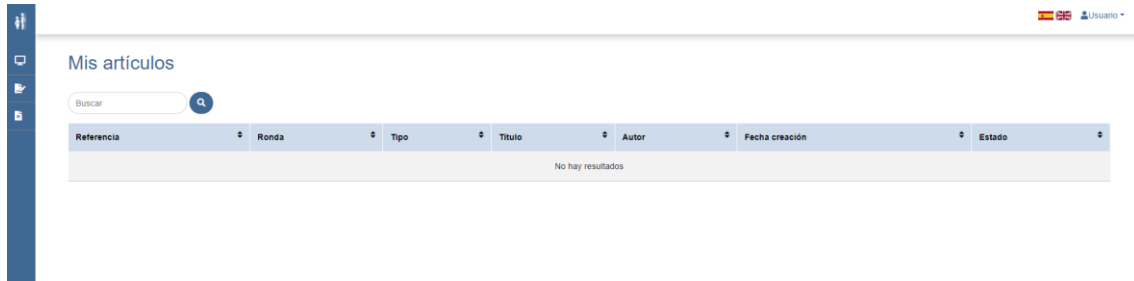 Usuario
Mis artículos
Buscar
Referencia Ronda Tipo Título Autor Fecha creación Estado
No hay resultados